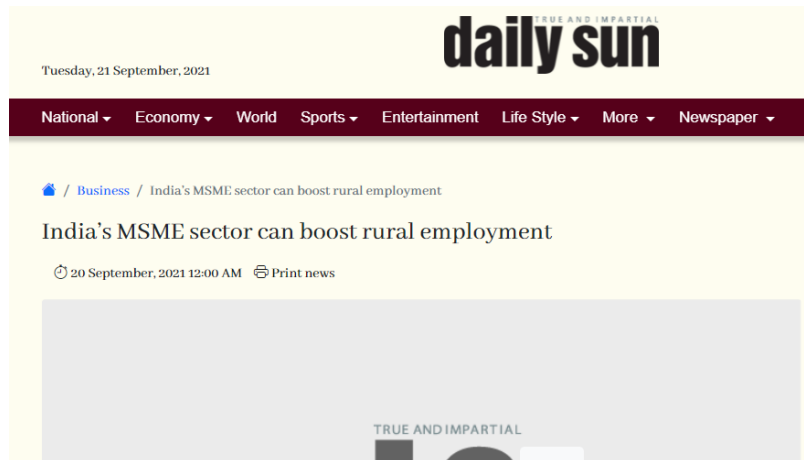 TRUE AND IMPARTIAL
daily sun
Tuesday, 21 September, 2021
National Economy World Sports Entertainment Life Style More Newspaper
/ Business / India's MSME sector can boost rural employment
India's MSME sector can boost rural employment
20 September, 2021 12:00 AM Print news
TRUE AND IMPARTIAL